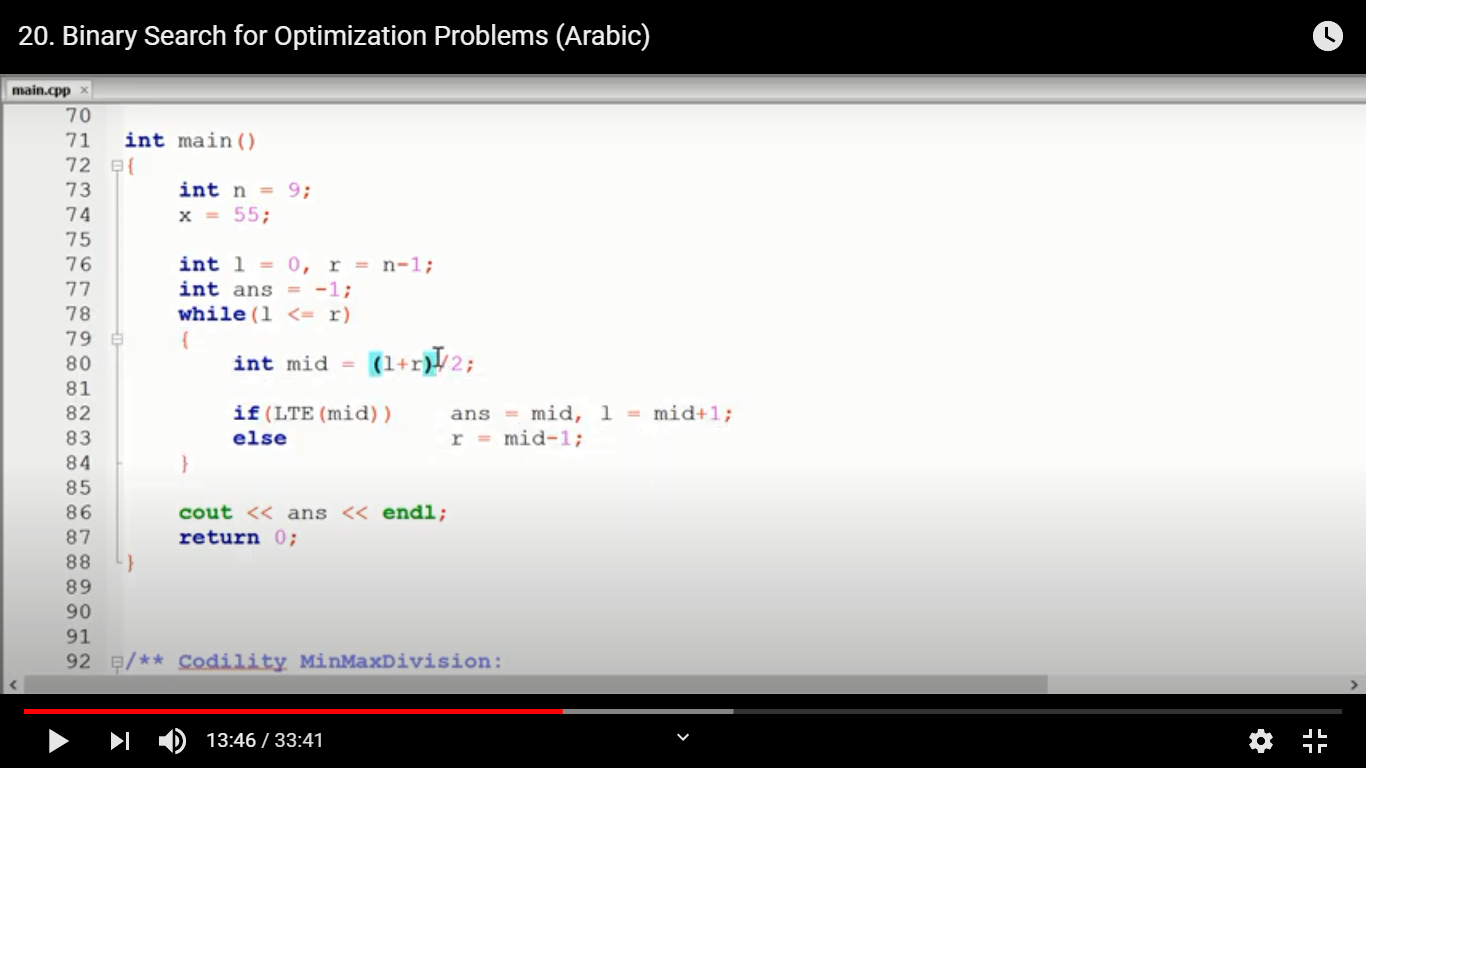 20. Binary Search for Optimization Problems (Arabic)
main.cpp ×
70
71 int main()
72 {
73 int n = 9;
74 x = 55;
75
76 int l = 0, r = n-1;
77 int ans = -1;
78 while(l <= r)
79 {
80 int mid = (l+r)/2;
81
82 if(LTE(mid)) ans = mid, l = mid+1;
83 else r = mid-1;
84 }
85
86 cout << ans << endl;
87 return 0;
88 }
89
90
91
92 /** Codility MinMaxDivision:
13:46 / 33:41